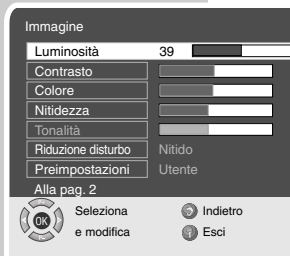 Immagine
Luminosità 39
Contrasto
Colore
Nitidezza
Tonalità
Riduzione disturbo Nitido
Preimpostazioni Utente
Alla pag. 2
OK Seleziona Indietro
e modifica Esci